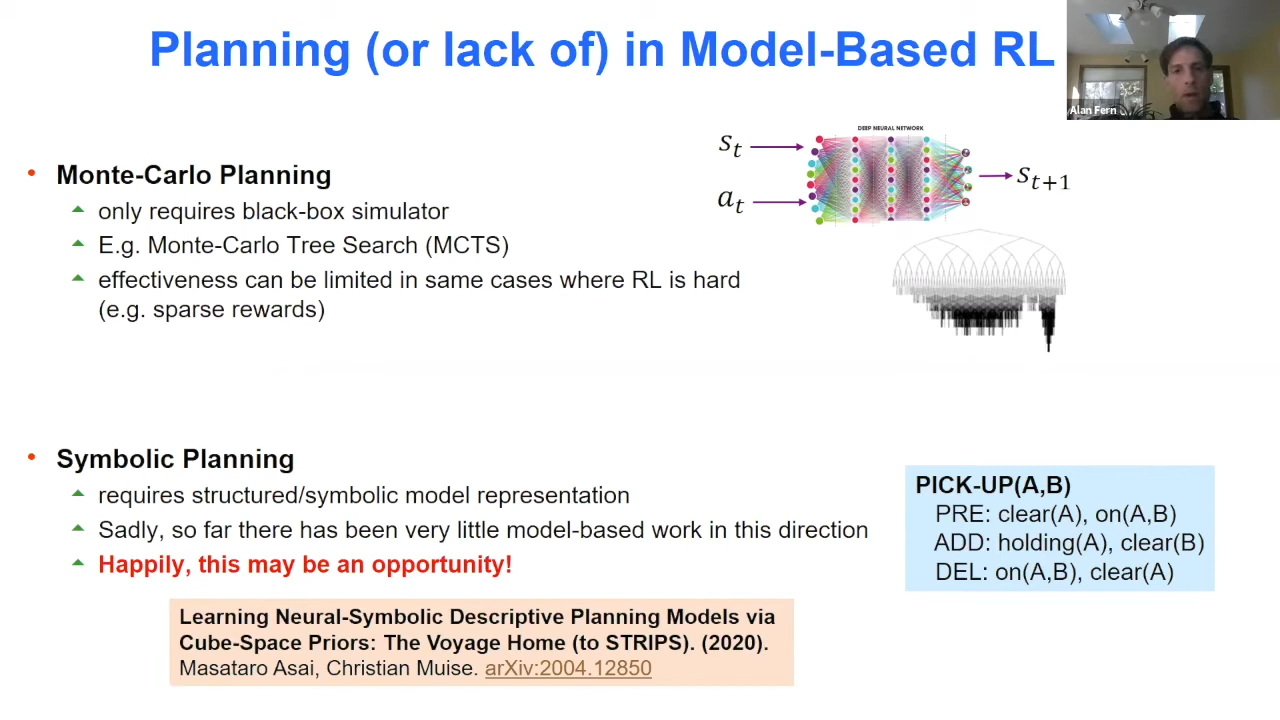 Planning (or lack of) in Model-Based RL
Alan Fern
• Monte-Carlo Planning
only requires black-box simulator
E.g. Monte-Carlo Tree Search (MCTS)
effectiveness can be limited in same cases where RL is hard
(e.g. sparse rewards)
DEEP NEURAL NETWORK
s_t
a_t
s_{t+1}
• Symbolic Planning
requires structured/symbolic model representation
Sadly, so far there has been very little model-based work in this direction
Happily, this may be an opportunity!
PICK-UP(A,B)
PRE: clear(A), on(A,B)
ADD: holding(A), clear(B)
DEL: on(A,B), clear(A)
Learning Neural-Symbolic Descriptive Planning Models via
Cube-Space Priors: The Voyage Home (to STRIPS). (2020).
Masataro Asai, Christian Muise. arXiv:2004.12850